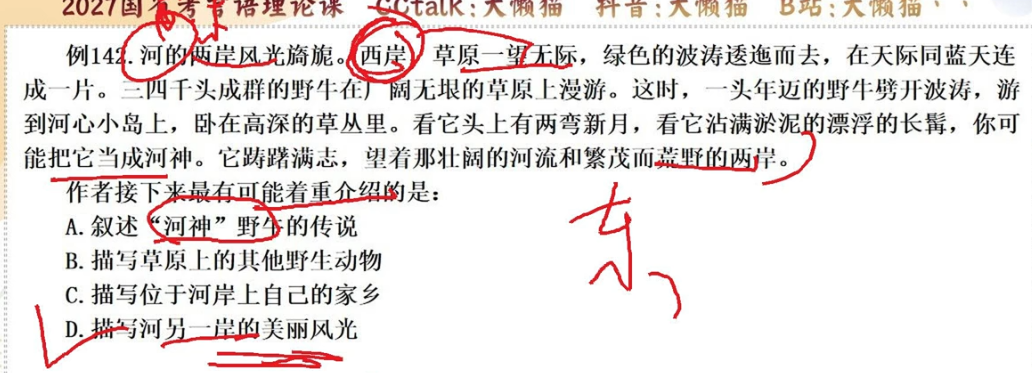 2027国省考言语理论课 CCtalk:大懒猫 抖音:大懒猫 B站:大懒猫
例142.河的两岸风光旖旎。西岸，草原一望无际，绿色的波涛逶迤而去，在天际同蓝天连
成一片。三四千头成群的野牛在广阔无垠的草原上漫游。这时，一头年迈的野牛劈开波涛，游
到河心小岛上，卧在高深的草丛里。看它头上有两弯新月，看它沾满淤泥的漂浮的长髯，你可
能把它当成河神。它踌躇满志，望着那壮阔的河流和繁茂而荒野的两岸。
作者接下来最有可能着重介绍的是：
A. 叙述“河神”野牛的传说
B. 描写草原上的其他野生动物
C. 描写位于河岸上自己的家乡
D. 描写河另一岸的美丽风光
东